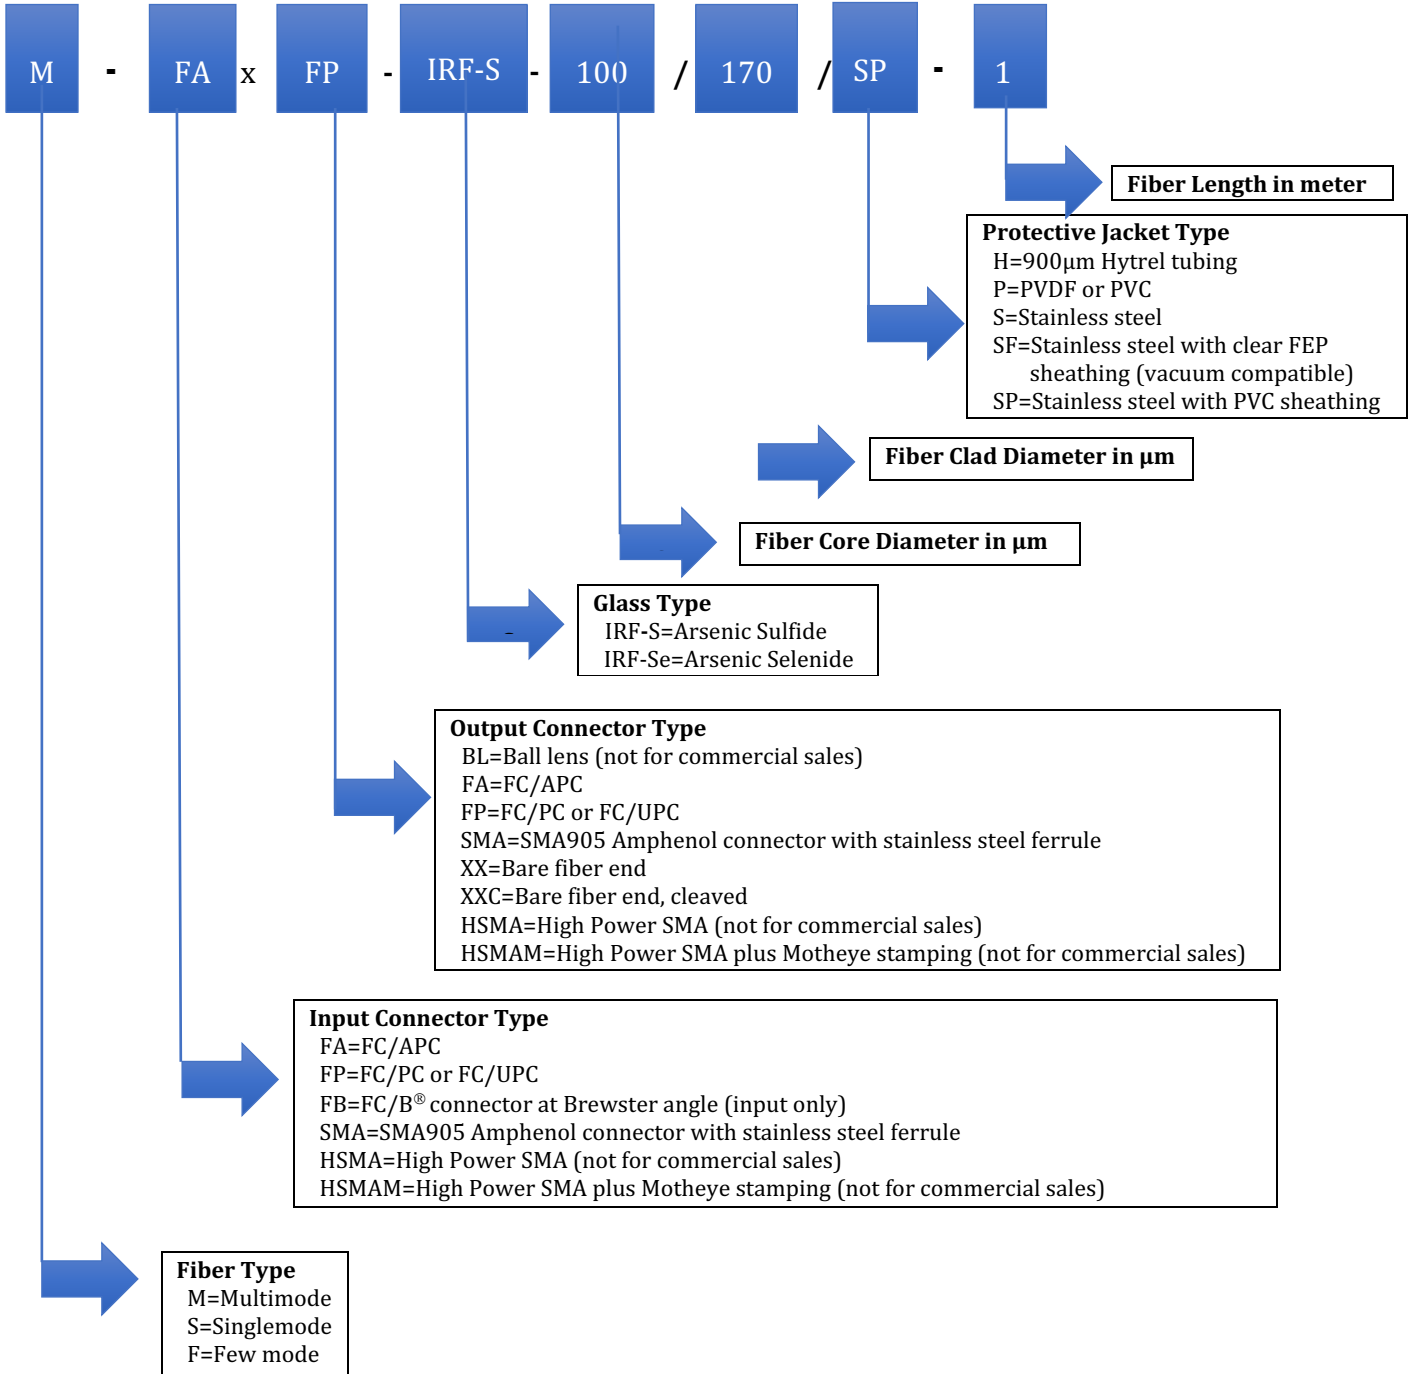 M - FA x FP - IRF-S - 100 / 170 / SP - 1
Fiber Length in meter
Protective Jacket Type
H=900µm Hytrel tubing
P=PVDF or PVC
S=Stainless steel
SF=Stainless steel with clear FEP
sheathing (vacuum compatible)
SP=Stainless steel with PVC sheathing
Fiber Clad Diameter in µm
Fiber Core Diameter in µm
Glass Type
IRF-S=Arsenic Sulfide
IRF-Se=Arsenic Selenide
Output Connector Type
BL=Ball lens (not for commercial sales)
FA=FC/APC
FP=FC/PC or FC/UPC
SMA=SMA905 Amphenol connector with stainless steel ferrule
XX=Bare fiber end
XXC=Bare fiber end, cleaved
HSMA=High Power SMA (not for commercial sales)
HSMAM=High Power SMA plus Motheye stamping (not for commercial sales)
Input Connector Type
FA=FC/APC
FP=FC/PC or FC/UPC
FB=FC/B® connector at Brewster angle (input only)
SMA=SMA905 Amphenol connector with stainless steel ferrule
HSMA=High Power SMA (not for commercial sales)
HSMAM=High Power SMA plus Motheye stamping (not for commercial sales)
Fiber Type
M=Multimode
S=Singlemode
F=Few mode